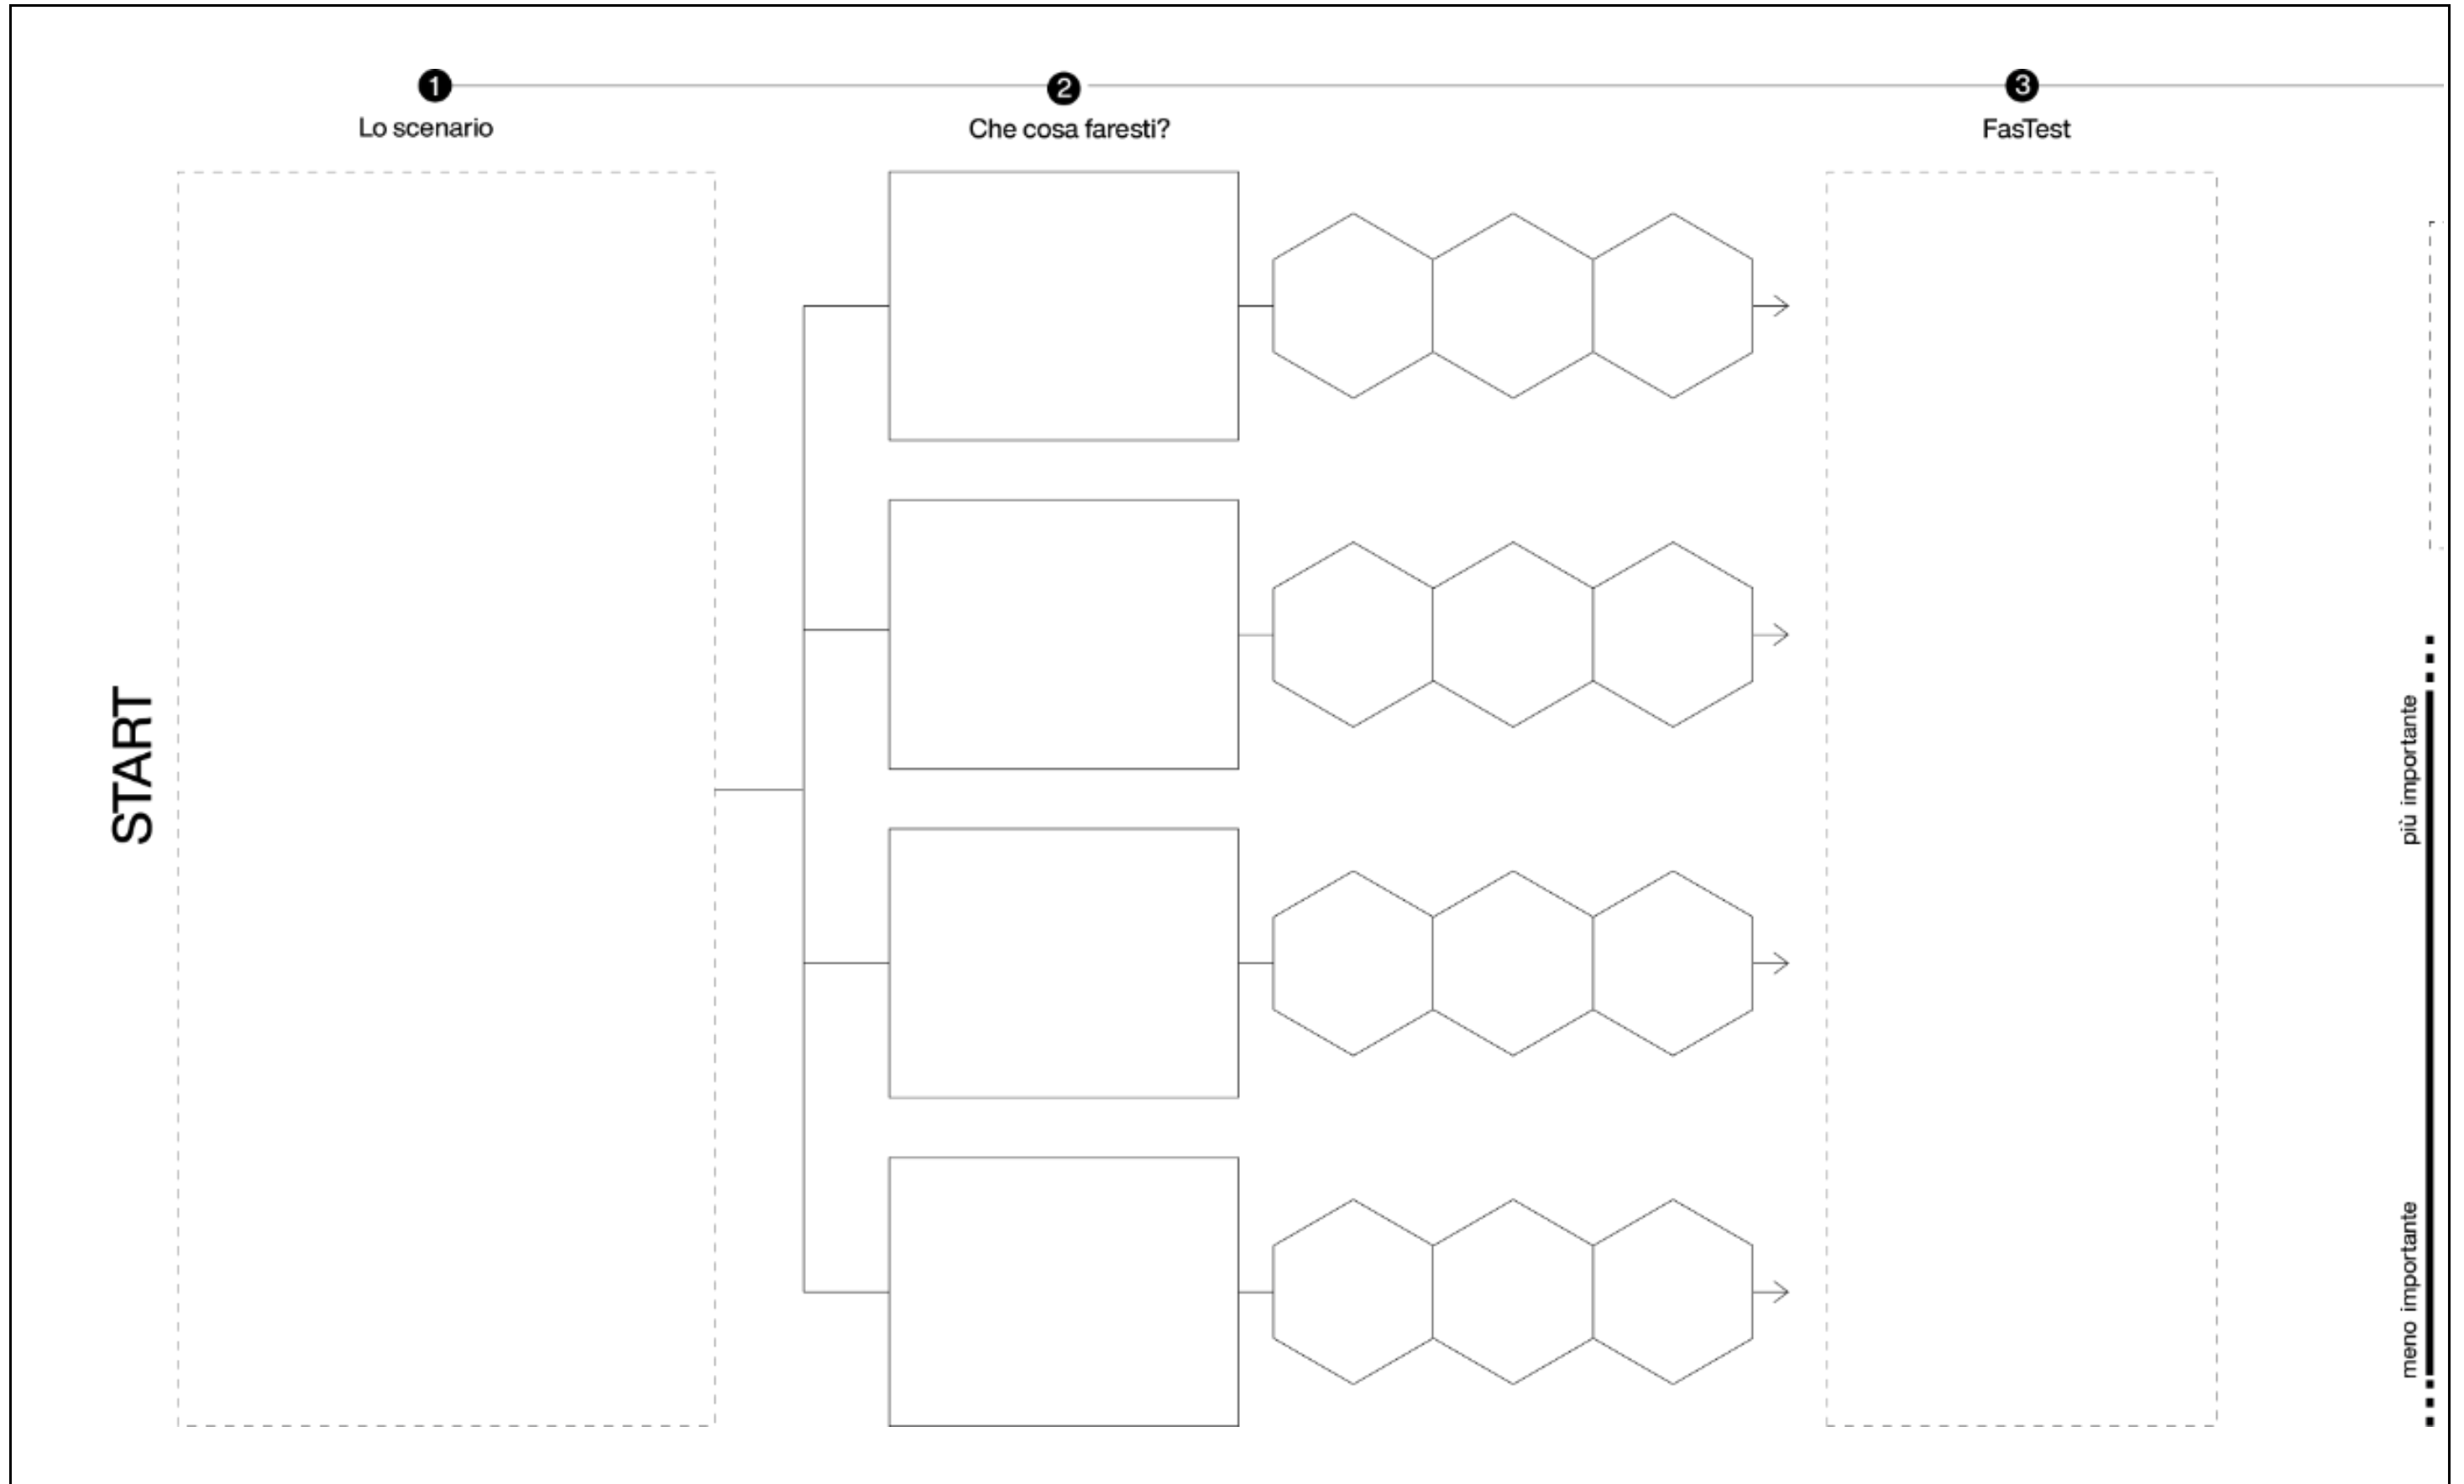 1
2
3
Lo scenario
Che cosa faresti?
FasTest
START
più importante
meno importante